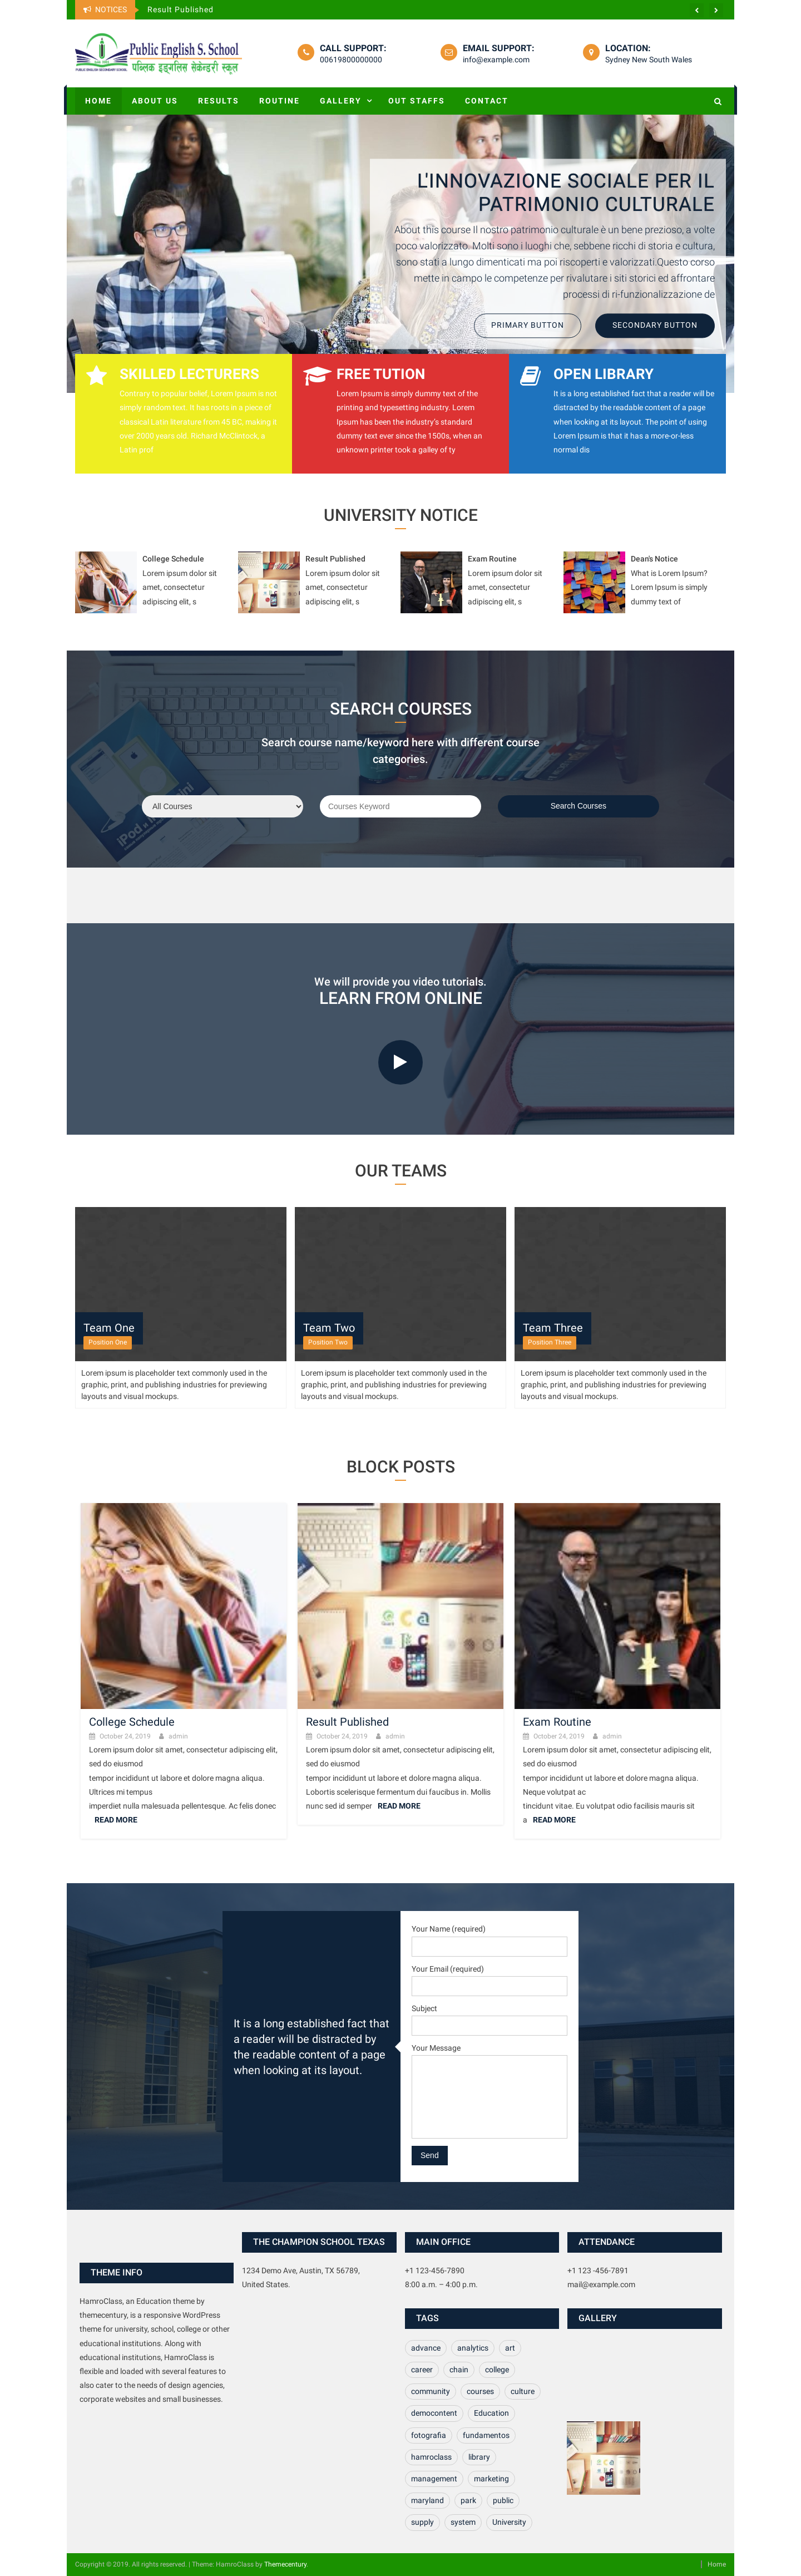 NOTICES
Result Published
Public English S. School
पब्लिक इङ्गलिस सेकेन्डरी स्कूल
PUBLIC ENGLISH SECONDARY SCHOOL
CALL SUPPORT:
00619800000000
EMAIL SUPPORT:
info@example.com
LOCATION:
Sydney New South Wales
HOME
ABOUT US
RESULTS
ROUTINE
GALLERY
OUT STAFFS
CONTACT
L'INNOVAZIONE SOCIALE PER IL
PATRIMONIO CULTURALE
About this course Il nostro patrimonio culturale è un bene prezioso, a volte
poco valorizzato. Molti sono i luoghi che, sebbene ricchi di storia e cultura,
sono stati a lungo dimenticati ma poi riscoperti e valorizzati.Questo corso
mette in campo le competenze per rivalutare i siti storici ed affrontare
processi di ri-funzionalizzazione de
PRIMARY BUTTON
SECONDARY BUTTON
SKILLED LECTURERS
Contrary to popular belief, Lorem Ipsum is not
simply random text. It has roots in a piece of
classical Latin literature from 45 BC, making it
over 2000 years old. Richard McClintock, a
Latin prof
FREE TUTION
Lorem Ipsum is simply dummy text of the
printing and typesetting industry. Lorem
Ipsum has been the industry's standard
dummy text ever since the 1500s, when an
unknown printer took a galley of ty
OPEN LIBRARY
It is a long established fact that a reader will be
distracted by the readable content of a page
when looking at its layout. The point of using
Lorem Ipsum is that it has a more-or-less
normal dis
UNIVERSITY NOTICE
College Schedule
Lorem ipsum dolor sit
amet, consectetur
adipiscing elit, s
Result Published
Lorem ipsum dolor sit
amet, consectetur
adipiscing elit, s
Exam Routine
Lorem ipsum dolor sit
amet, consectetur
adipiscing elit, s
Dean's Notice
What is Lorem Ipsum?
Lorem Ipsum is simply
dummy text of
SEARCH COURSES
Search course name/keyword here with different course
categories.
All Courses
Courses Keyword
Search Courses
We will provide you video tutorials.
LEARN FROM ONLINE
OUR TEAMS
Team One
Position One
Lorem ipsum is placeholder text commonly used in the
graphic, print, and publishing industries for previewing
layouts and visual mockups.
Team Two
Position Two
Lorem ipsum is placeholder text commonly used in the
graphic, print, and publishing industries for previewing
layouts and visual mockups.
Team Three
Position Three
Lorem ipsum is placeholder text commonly used in the
graphic, print, and publishing industries for previewing
layouts and visual mockups.
BLOCK POSTS
College Schedule
October 24, 2019 admin
Lorem ipsum dolor sit amet, consectetur adipiscing elit,
sed do eiusmod
tempor incididunt ut labore et dolore magna aliqua.
Ultrices mi tempus
imperdiet nulla malesuada pellentesque. Ac felis donec
READ MORE
Result Published
October 24, 2019 admin
Lorem ipsum dolor sit amet, consectetur adipiscing elit,
sed do eiusmod
tempor incididunt ut labore et dolore magna aliqua.
Lobortis scelerisque fermentum dui faucibus in. Mollis
nunc sed id semper READ MORE
Exam Routine
October 24, 2019 admin
Lorem ipsum dolor sit amet, consectetur adipiscing elit,
sed do eiusmod
tempor incididunt ut labore et dolore magna aliqua.
Neque volutpat ac
tincidunt vitae. Eu volutpat odio facilisis mauris sit
a READ MORE
It is a long established fact that
a reader will be distracted by
the readable content of a page
when looking at its layout.
Your Name (required)
Your Email (required)
Subject
Your Message
Send
THEME INFO
HamroClass, an Education theme by
themecentury, is a responsive WordPress
theme for university, school, college or other
educational institutions. Along with
educational institutions, HamroClass is
flexible and loaded with several features to
also cater to the needs of design agencies,
corporate websites and small businesses.
THE CHAMPION SCHOOL TEXAS
1234 Demo Ave, Austin, TX 56789,
United States.
MAIN OFFICE
+1 123-456-7890
8:00 a.m. – 4:00 p.m.
TAGS
advance analytics art
career chain college
community courses culture
democontent Education
fotografia fundamentos
hamroclass library
management marketing
maryland park public
supply system University
ATTENDANCE
+1 123 -456-7891
mail@example.com
GALLERY
Copyright © 2019. All rights reserved. | Theme: HamroClass by Themecentury.
Home